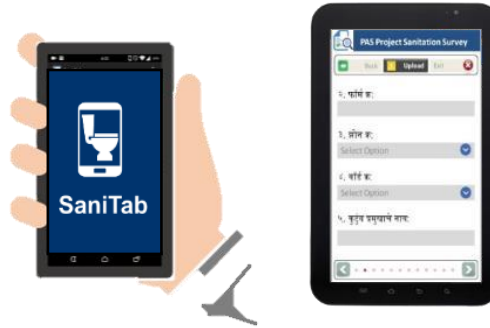 SaniTab
PAS Project Sanitation Survey
Back Upload Exit
२. फॉर्म क्र:
३. झोन क्र:
Select Option
४. वॉर्ड क्र:
Select Option
५. कुटुंब प्रमुखाचे नाव: